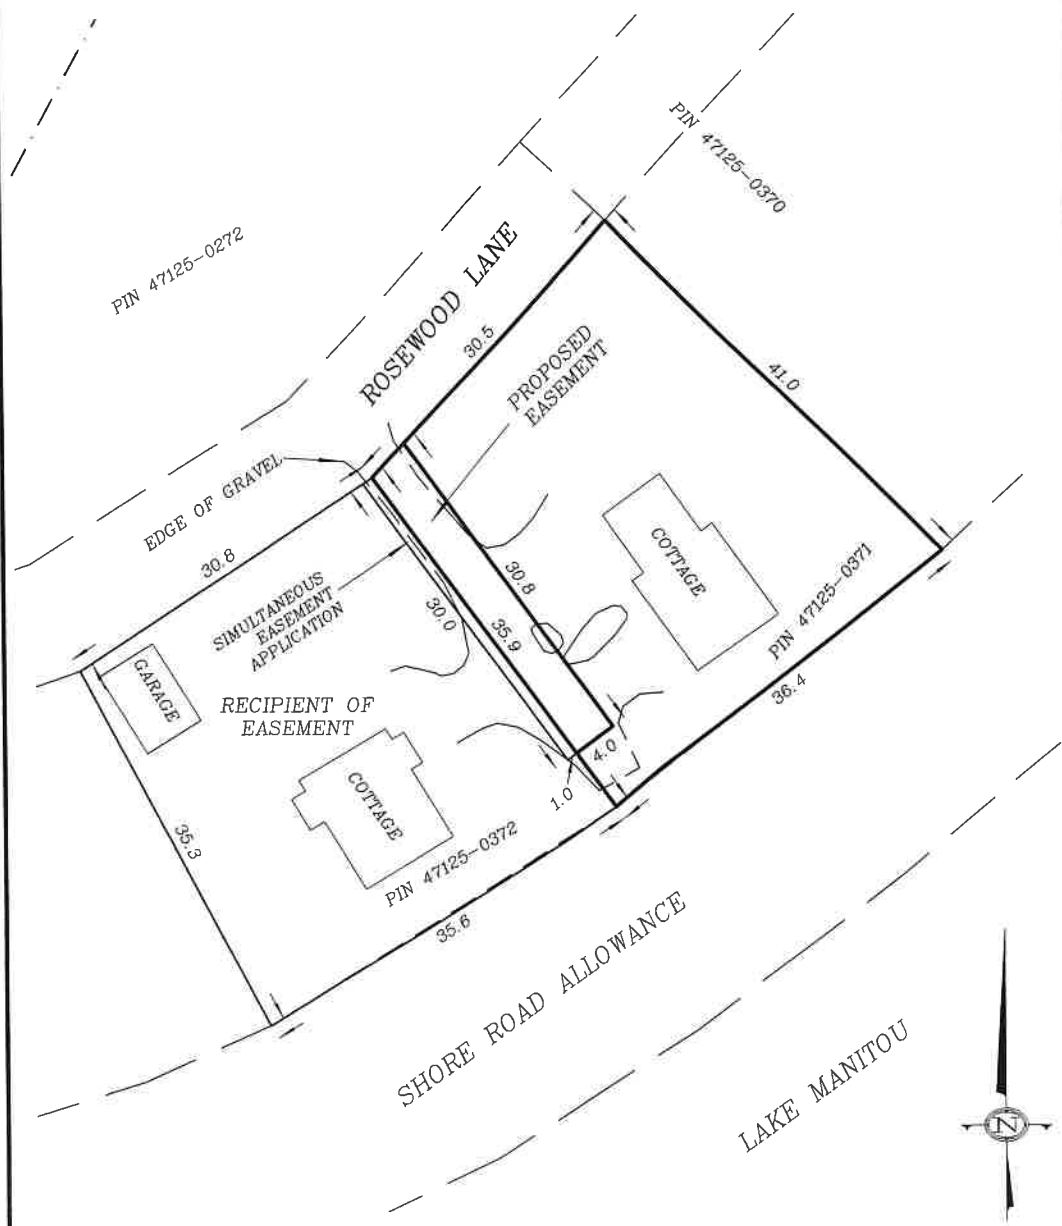 PIN 47125-0370
PIN 47125-0272
ROSEWOOD LANE
30.5
PROPOSED
EASEMENT
41.0
EDGE OF GRAVEL
30.8
SIMULTANEOUS
EASEMENT
APPLICATION
30.0
30.8
35.9
COTTAGE
PIN 47125-0371
36.4
GARAGE
RECIPIENT OF
EASEMENT
4.0
1.0
COTTAGE
35.3
PIN 47125-0372
35.6
SHORE ROAD ALLOWANCE
LAKE MANITOU
N